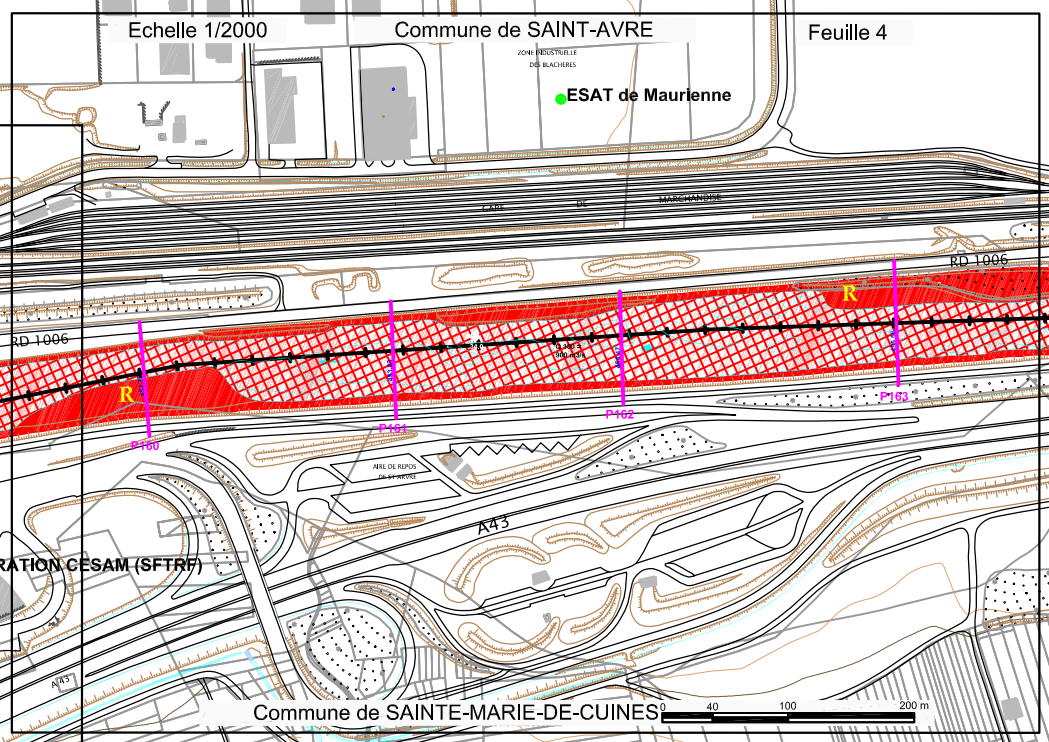 Echelle 1/2000
Commune de SAINT-AVRE
Feuille 4
ZONE INDUSTRIELLE
DES BLACHERES
ESAT de Maurienne
GARE DE MARCHANDISE
RD 1006
R
RD 1006
R
P163
P162
P161
P160
AIRE DE REPOS
DE ST AVRE
A43
RATION CESAM (SFTRF)
A 43
Commune de SAINTE-MARIE-DE-CUINES
0 40 100 200 m